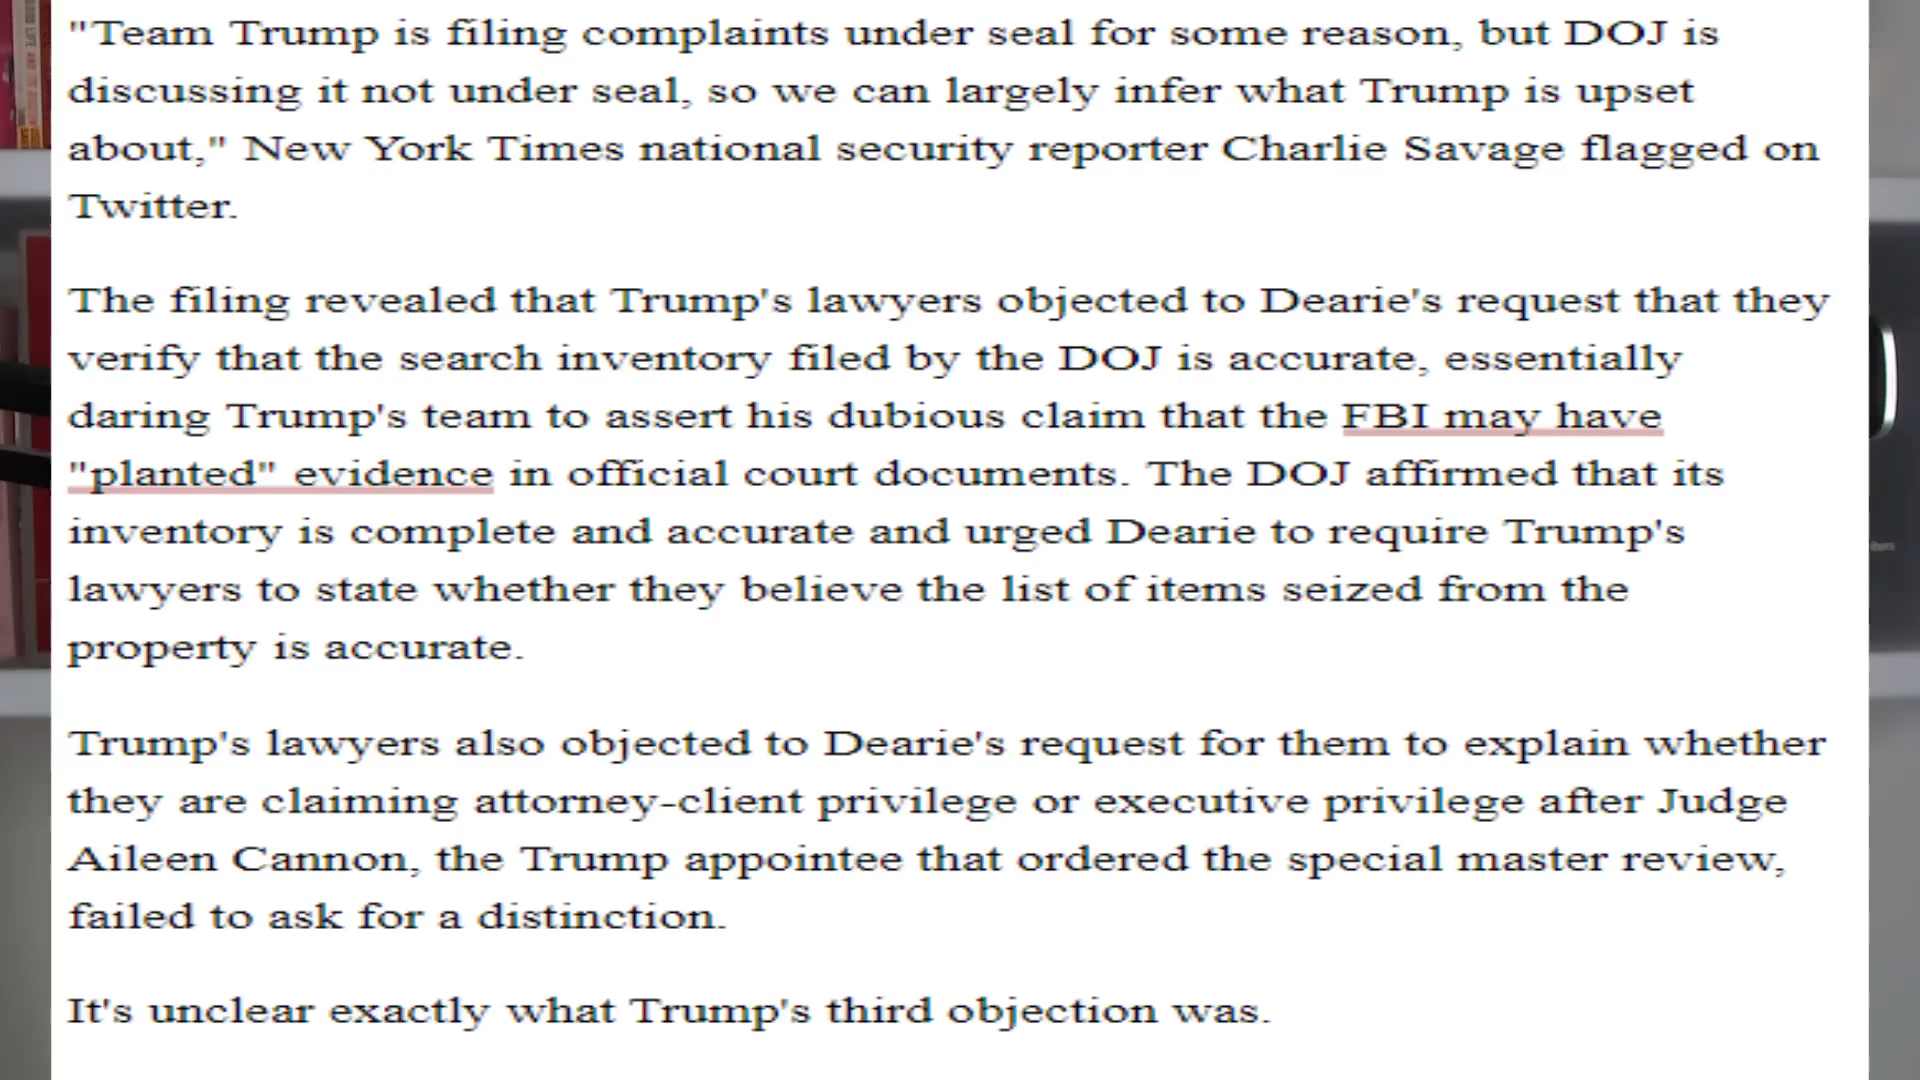 "Team Trump is filing complaints under seal for some reason, but DOJ is
discussing it not under seal, so we can largely infer what Trump is upset
about," New York Times national security reporter Charlie Savage flagged on
Twitter.
The filing revealed that Trump's lawyers objected to Dearie's request that they
verify that the search inventory filed by the DOJ is accurate, essentially
daring Trump's team to assert his dubious claim that the FBI may have
"planted" evidence in official court documents. The DOJ affirmed that its
inventory is complete and accurate and urged Dearie to require Trump's
lawyers to state whether they believe the list of items seized from the
property is accurate.
Trump's lawyers also objected to Dearie's request for them to explain whether
they are claiming attorney-client privilege or executive privilege after Judge
Aileen Cannon, the Trump appointee that ordered the special master review,
failed to ask for a distinction.
It's unclear exactly what Trump's third objection was.